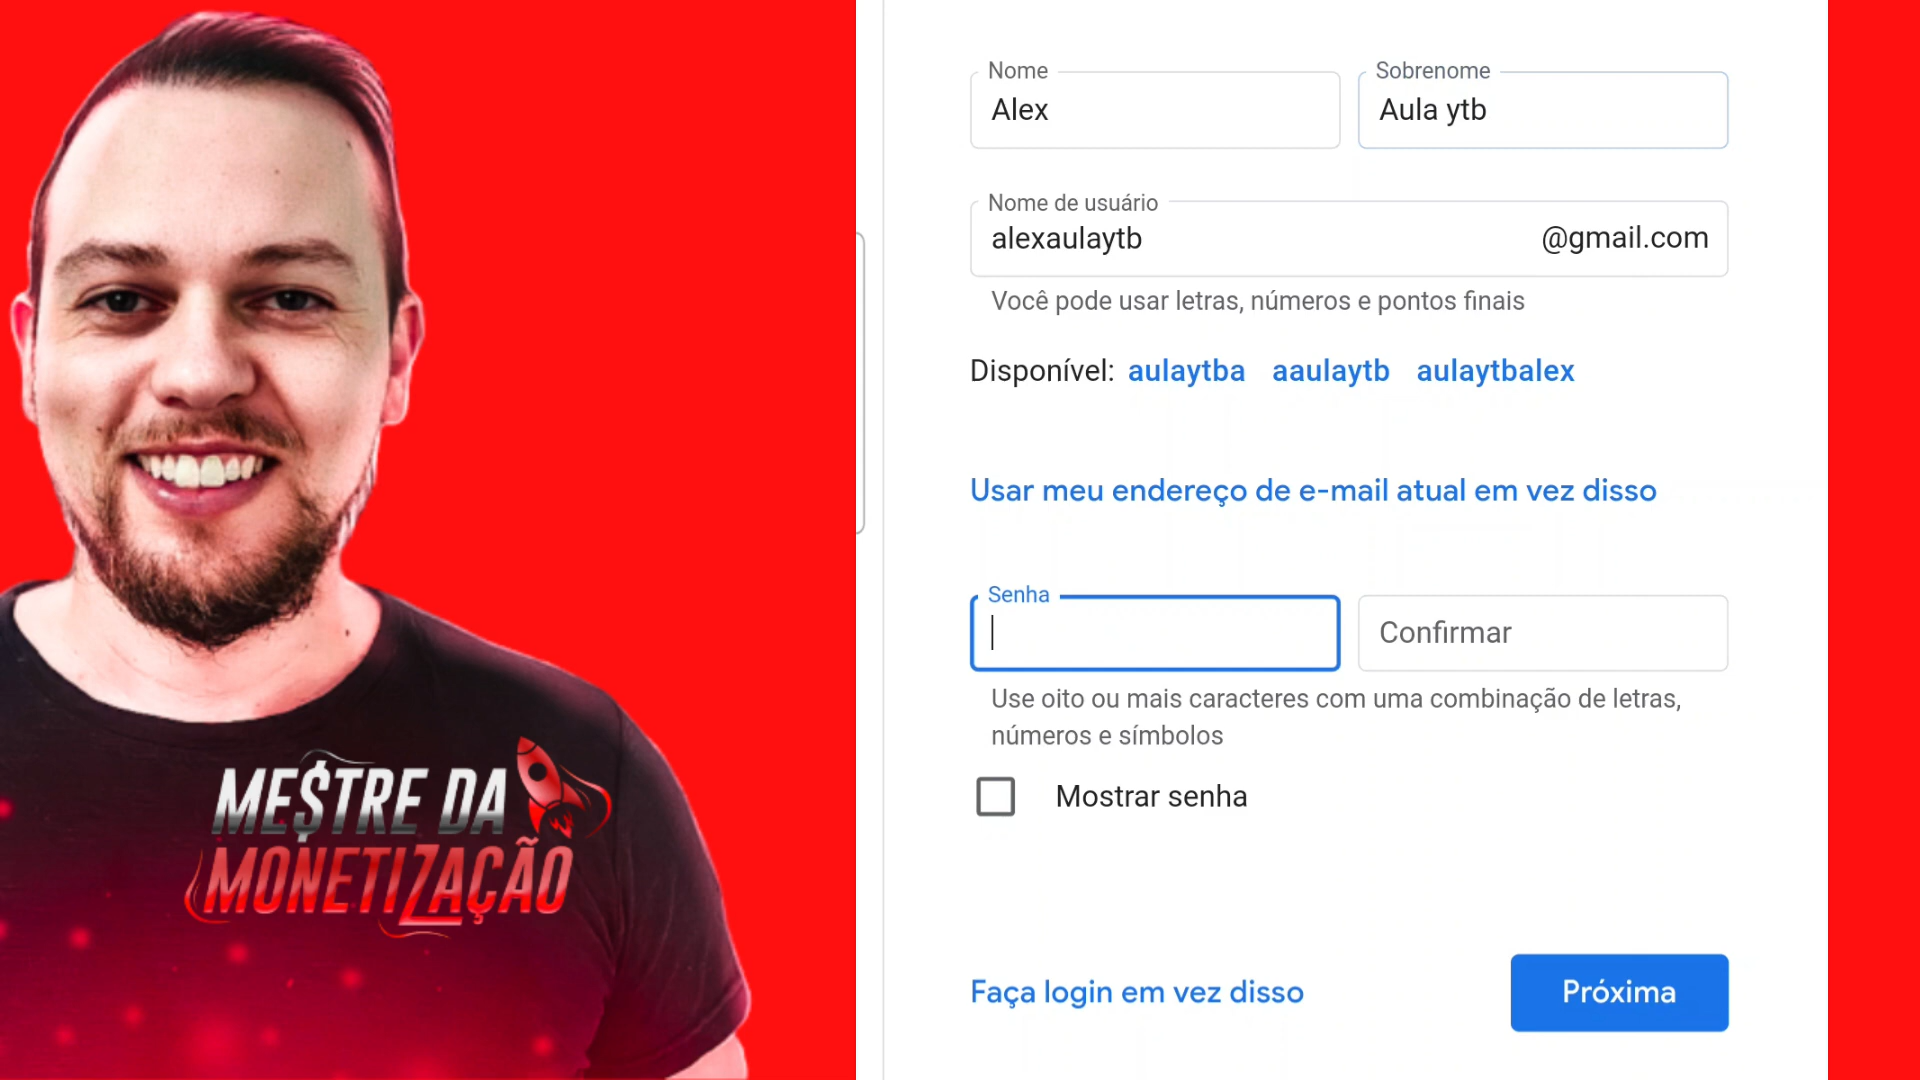 ME$TRE DA
MONETIZAÇÃO
Nome
Alex
Sobrenome
Aula ytb
Nome de usuário
alexaulaytb
@gmail.com
Você pode usar letras, números e pontos finais
Disponível: aulaytba aaulaytb aulaytbalex
Usar meu endereço de e-mail atual em vez disso
Senha
Confirmar
Use oito ou mais caracteres com uma combinação de letras,
números e símbolos
Mostrar senha
Faça login em vez disso
Próxima